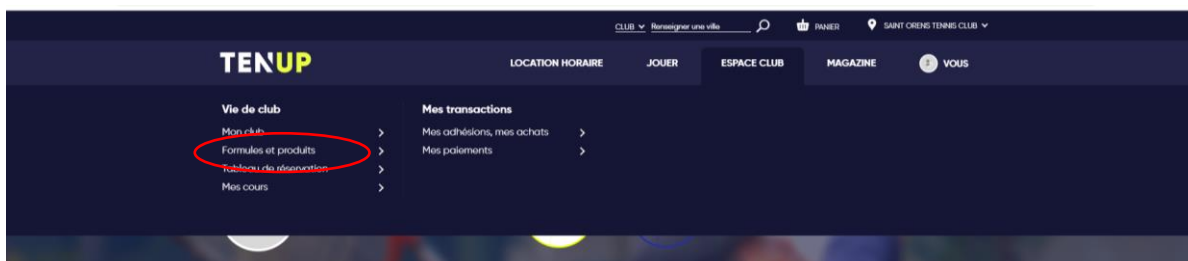 CLUB Renseigner une ville PANIER SAINT ORENS TENNIS CLUB
TENUP LOCATION HORAIRE JOUER ESPACE CLUB MAGAZINE VOUS
Vie de club
Mon club
Formules et produits
Tableau de réservation
Mes cours
Mes transactions
Mes adhésions, mes achats
Mes paiements